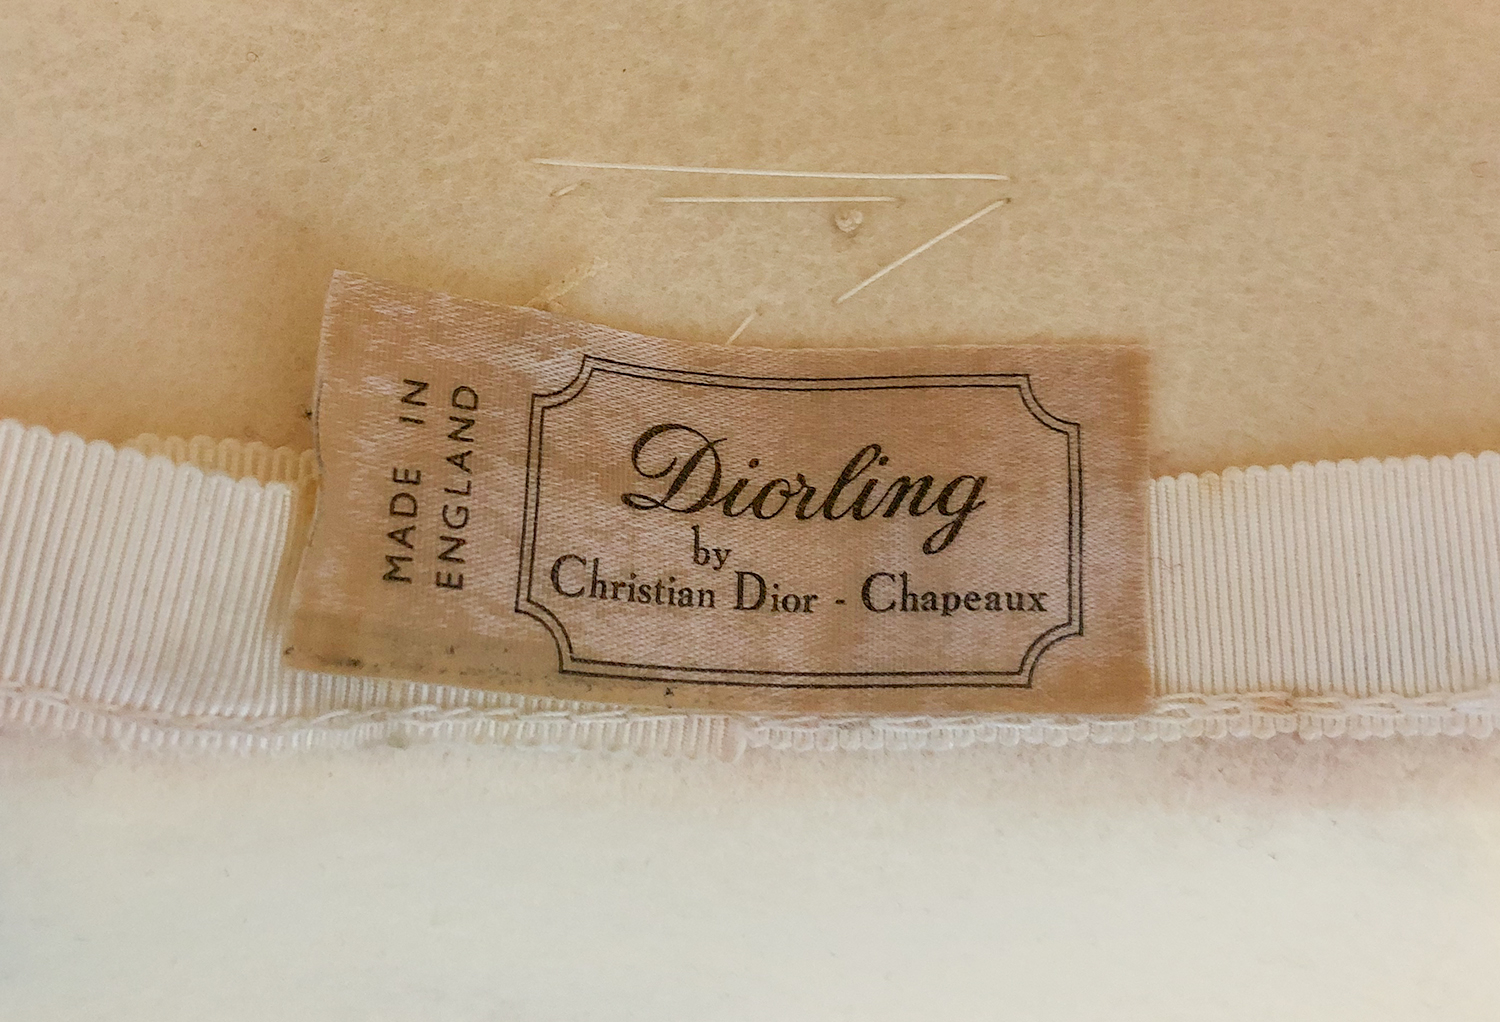 MADE IN
ENGLAND
Diorling
by
Christian Dior - Chapeaux